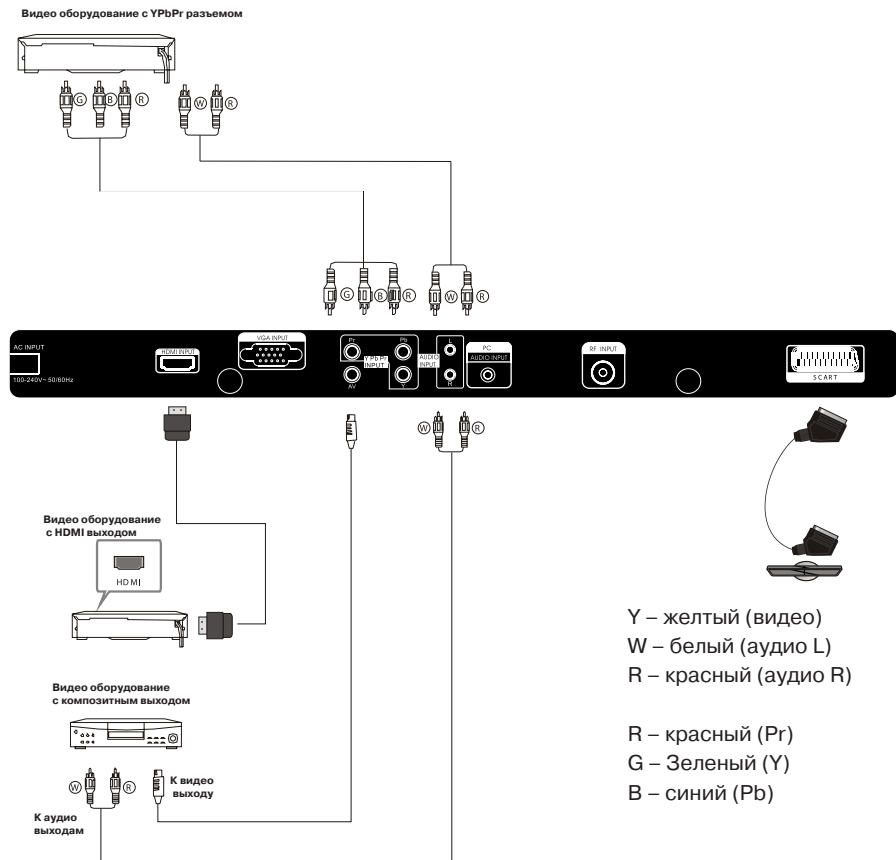 Видео оборудование с YPbPr разъемом
G B R W R
G B R W R
AC INPUT
100-240V~ 50/60Hz
HDMI INPUT
VGA INPUT
Pr Pb
Y Pb Pr
INPUT
AV Y
AUDIO
INPUT
L
R
PC
AUDIO INPUT
RF INPUT
SCART
W R
Видео оборудование
с HDMI выходом
HDMI
Видео оборудование
с композитным выходом
W R
К видео
выходу
К аудио
выходам
Y – желтый (видео)
W – белый (аудио L)
R – красный (аудио R)
R – красный (Pr)
G – Зеленый (Y)
B – синий (Pb)